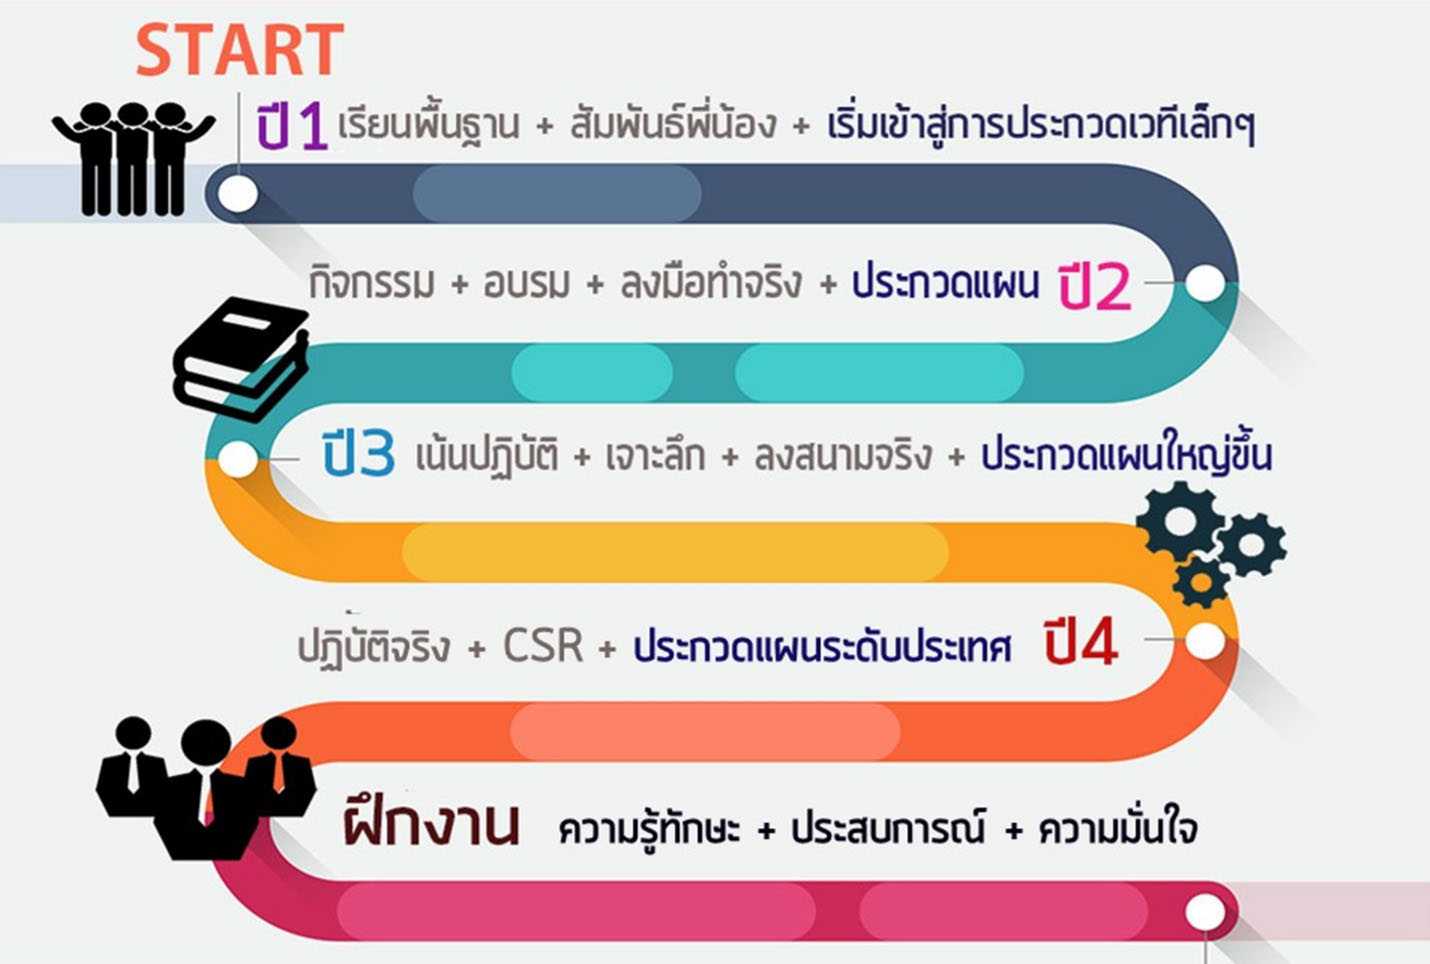 START
ปี1 เรียนพื้นฐาน + สัมพันธ์พี่น้อง + เริ่มเข้าสู่การประกวดเวทีเล็กๆ
กิจกรรม + อบรม + ลงมือทำจริง + ประกวดแผน ปี2
ปี3 เน้นปฏิบัติ + เจาะลึก + ลงสนามจริง + ประกวดแผนใหญ่ขึ้น
ปฏิบัติจริง + CSR + ประกวดแผนระดับประเทศ ปี4
ฝึกงาน ความรู้ทักษะ + ประสบการณ์ + ความมั่นใจ